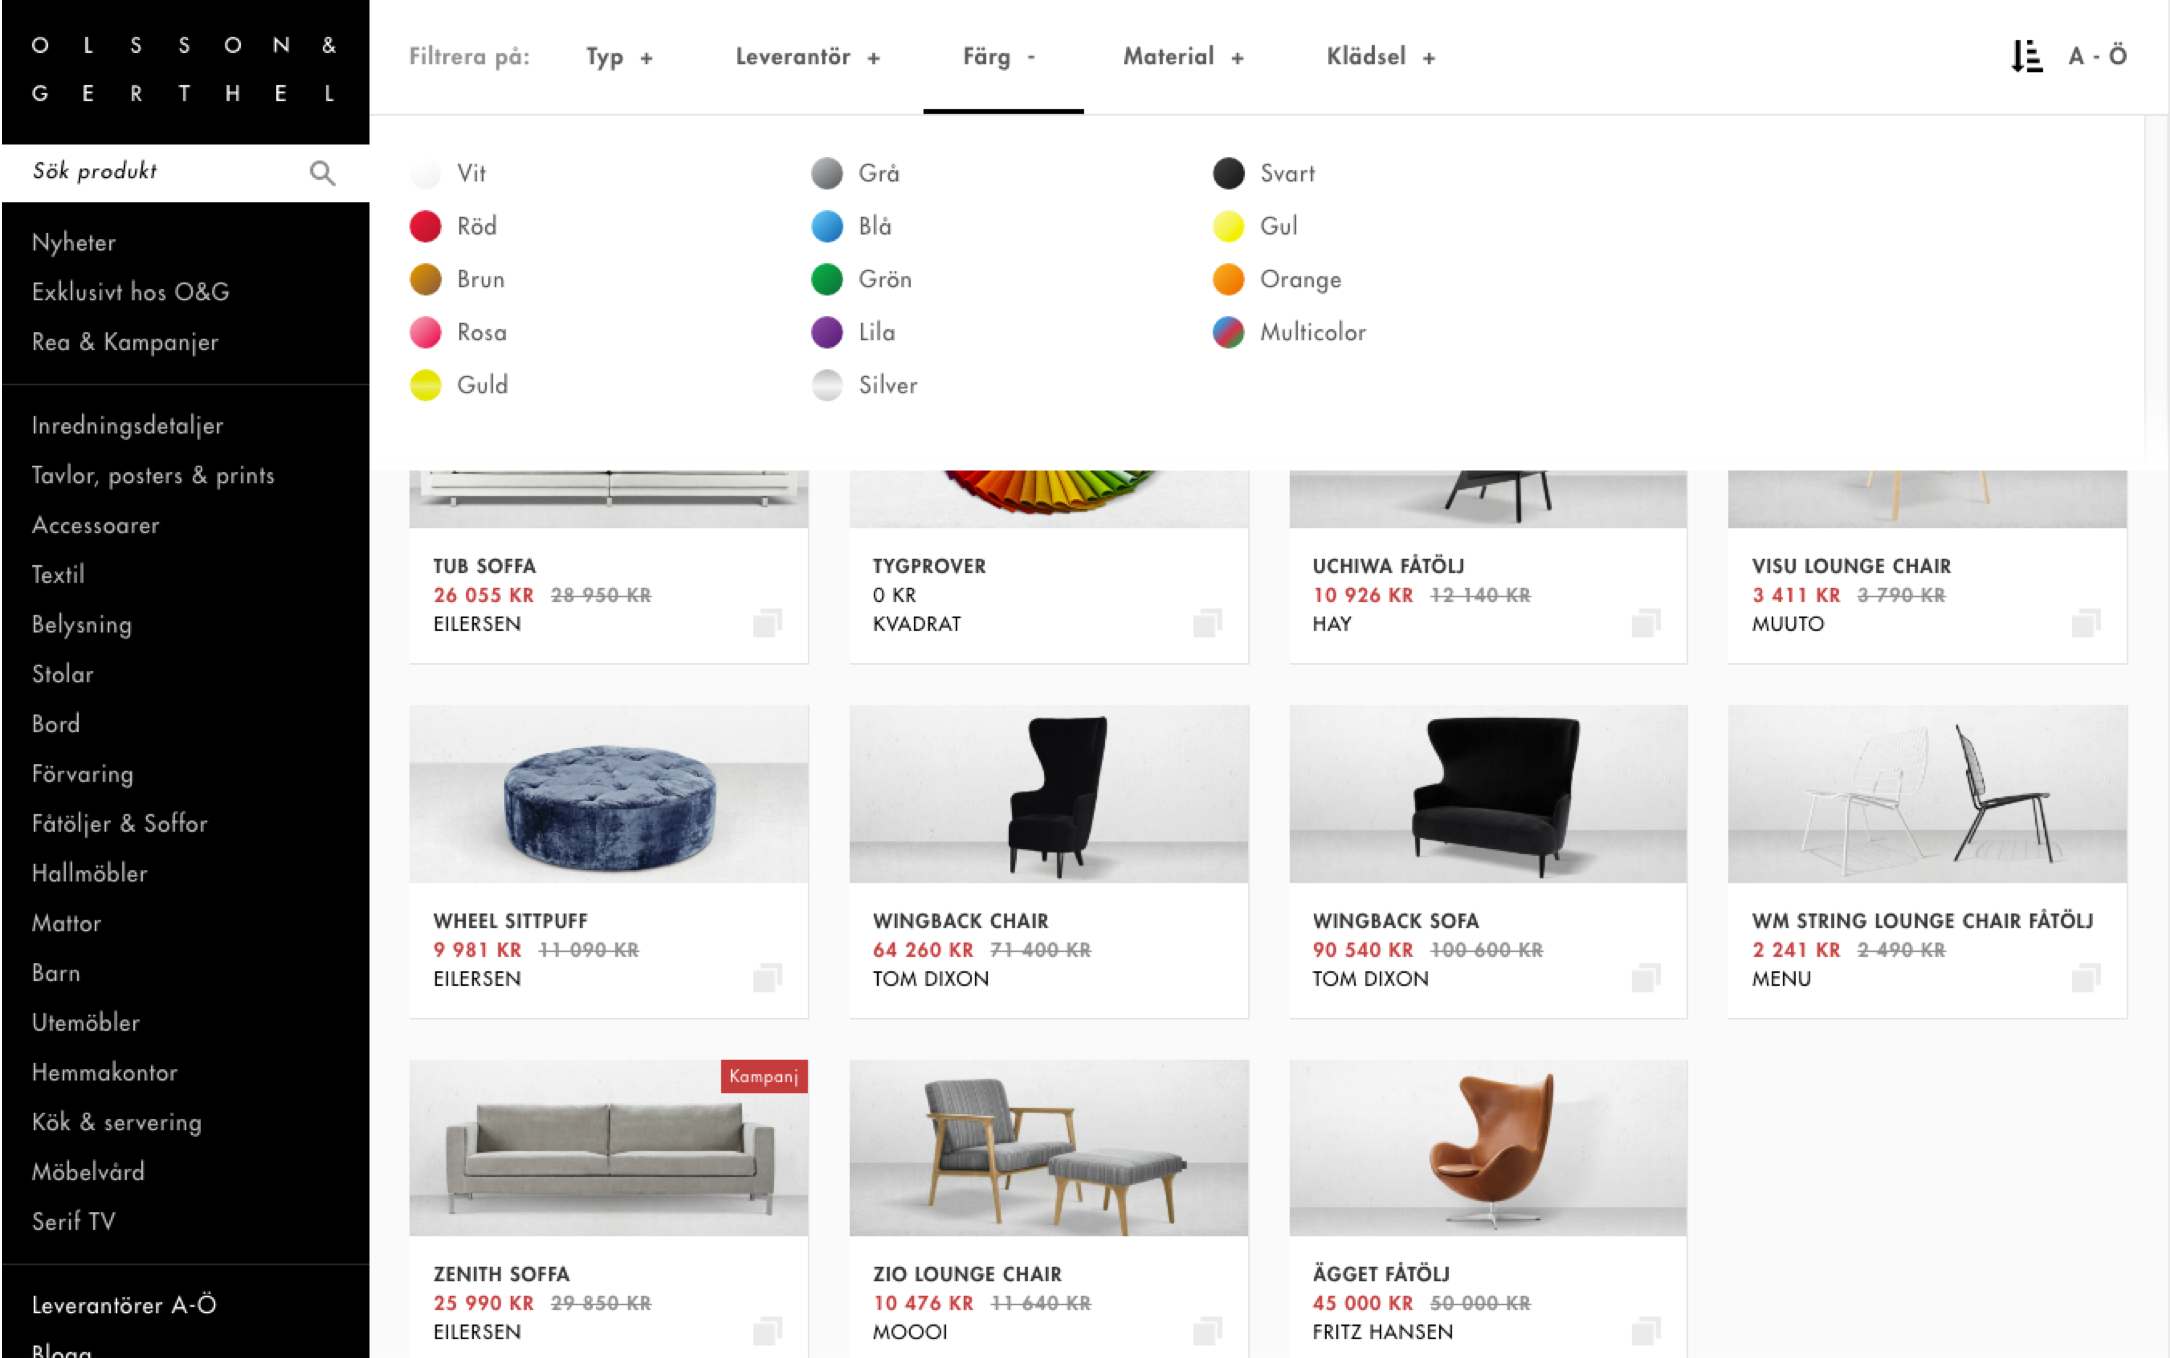 OLSSON &
GERTHEL
Sök produkt
Nyheter
Exklusivt hos O&G
Rea & Kampanjer
Inredningsdetaljer
Tavlor, posters & prints
Accessoarer
Textil
Belysning
Stolar
Bord
Förvaring
Fåtöljer & Soffor
Hallmöbler
Mattor
Barn
Utemöbler
Hemmakontor
Kök & servering
Möbelvård
Serif TV
Leverantörer A-Ö
Blogg
Filtrera på: Typ + Leverantör + Färg - Material + Klädsel + A - Ö
Vit Grå Svart
Röd Blå Gul
Brun Grön Orange
Rosa Lila Multicolor
Guld Silver
TUB SOFFA
26 055 KR 28 950 KR
EILERSEN
TYGPROVER
0 KR
KVADRAT
UCHIWA FÅTÖLJ
10 926 KR 12 140 KR
HAY
VISU LOUNGE CHAIR
3 411 KR 3 790 KR
MUUTO
WHEEL SITTPUFF
9 981 KR 11 090 KR
EILERSEN
WINGBACK CHAIR
64 260 KR 71 400 KR
TOM DIXON
WINGBACK SOFA
90 540 KR 100 600 KR
TOM DIXON
WM STRING LOUNGE CHAIR FÅTÖLJ
2 241 KR 2 490 KR
MENU
Kampanj
ZENITH SOFFA
25 990 KR 29 850 KR
EILERSEN
ZIO LOUNGE CHAIR
10 476 KR 11 640 KR
MOOOI
ÄGGET FÅTÖLJ
45 000 KR 50 000 KR
FRITZ HANSEN